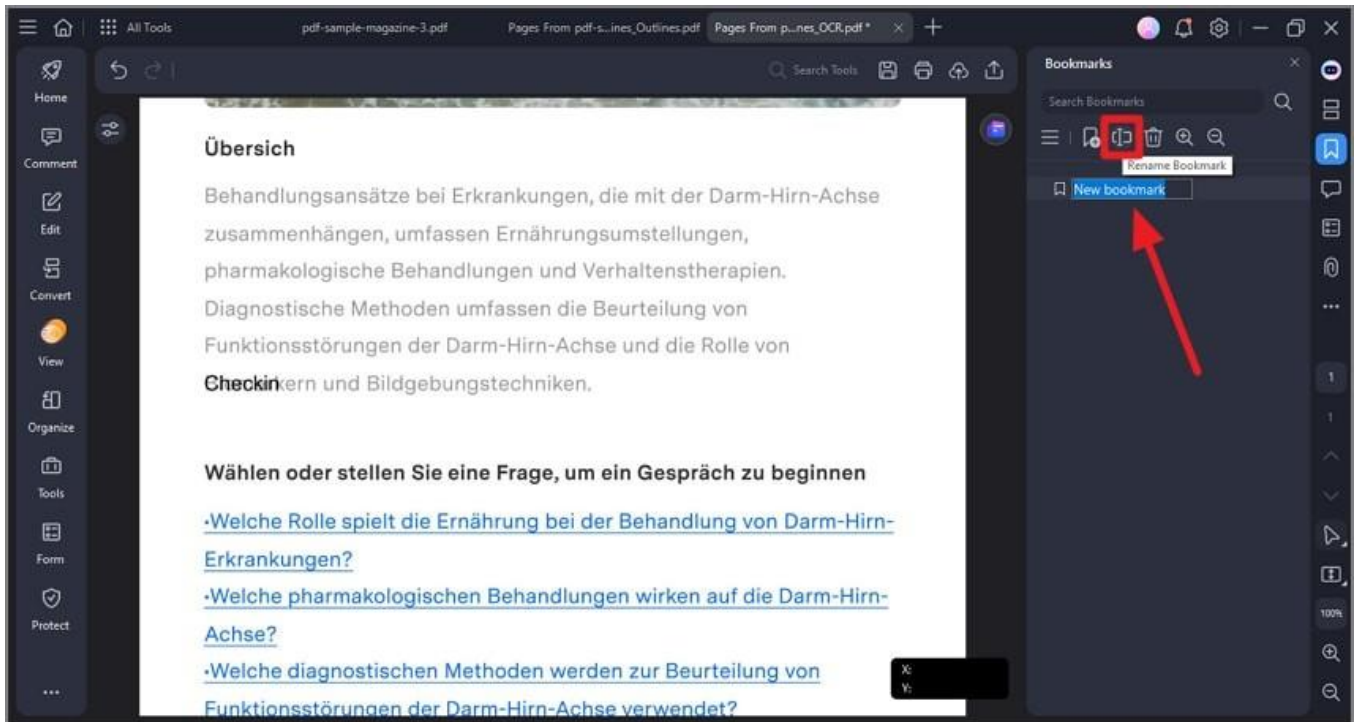 All Tools
pdf-sample-magazine-3.pdf
Pages From pdf-s...ines_Outlines.pdf
Pages From p...nes_OCR.pdf *
Home
Comment
Edit
Convert
View
Organize
Tools
Form
Protect
Search Tools
Übersich
Behandlungsansätze bei Erkrankungen, die mit der Darm-Hirn-Achse
zusammenhängen, umfassen Ernährungsumstellungen,
pharmakologische Behandlungen und Verhaltenstherapien.
Diagnostische Methoden umfassen die Beurteilung von
Funktionsstörungen der Darm-Hirn-Achse und die Rolle von
Checkin und Bildgebungstechniken.
Wählen oder stellen Sie eine Frage, um ein Gespräch zu beginnen
•Welche Rolle spielt die Ernährung bei der Behandlung von Darm-Hirn-
Erkrankungen?
•Welche pharmakologischen Behandlungen wirken auf die Darm-Hirn-
Achse?
•Welche diagnostischen Methoden werden zur Beurteilung von
Funktionsstörungen der Darm-Hirn-Achse verwendet?
X:
Y:
Bookmarks
Search Bookmarks
Rename Bookmark
New bookmark
1
1
100%